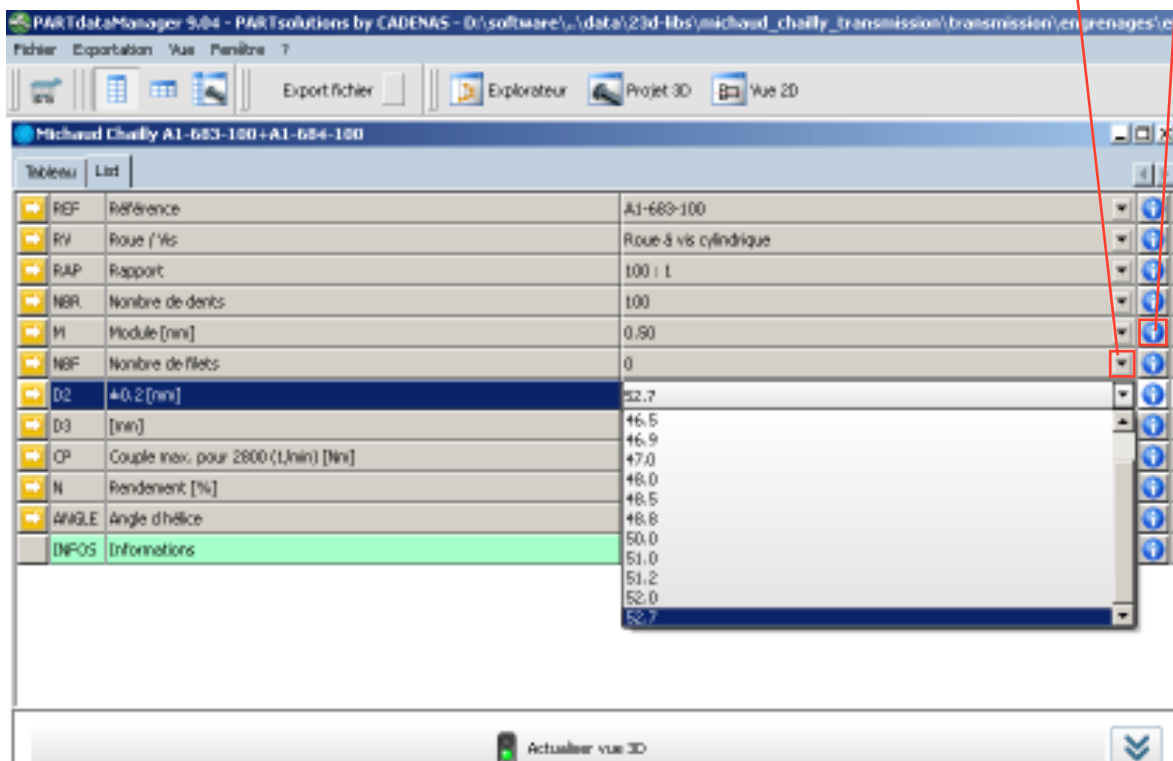 PARTdataManager 9.04 - PARTsolutions by CADENAS - D:\software\..\data\23d-libs\michaud_chailly_transmission\transmission\engrenages\e
Fichier Exportation Vue Fenêtre ?
Export fichier Explorateur Projet 3D Vue 2D
Michaud Chailly A1-683-100+A1-684-100
Tableau List
REF Référence A1-683-100
RV Roue / Vis Roue à vis cylindrique
RAP Rapport 100 : 1
NBR Nombre de dents 100
M Module [mm] 0.50
NBF Nombre de filets 0
D2 ±0.2 [mm] 52.7
D3 [mm]
CP Couple max. pour 2800 (t/min) [Nm]
N Rendement [%]
ANGLE Angle d'hélice
INFOS Informations
46.5
46.9
47.0
48.0
48.5
48.8
50.0
51.0
51.2
52.0
52.7
Actualiser vue 3D